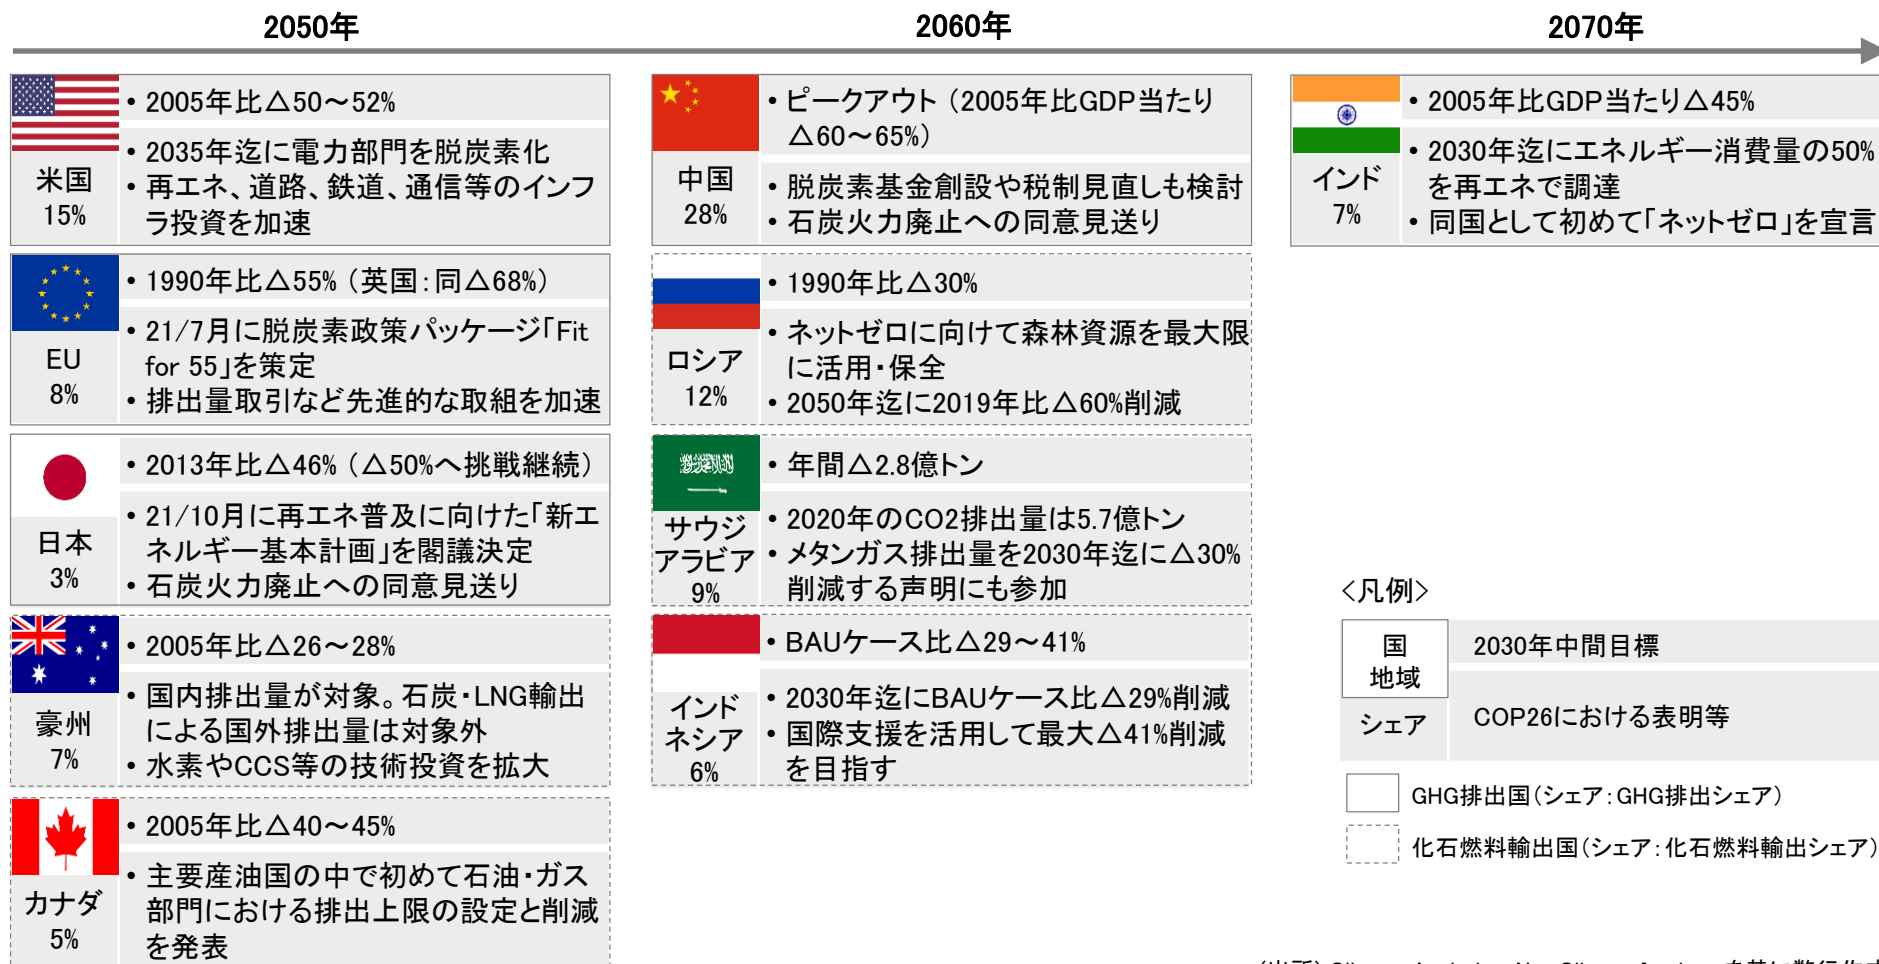 2050年
2060年
2070年
米国
15%
• 2005年比△50～52%
• 2035年迄に電力部門を脱炭素化
• 再エネ、道路、鉄道、通信等のインフ
ラ投資を加速
EU
8%
• 1990年比△55%（英国：同△68%）
• 21/7月に脱炭素政策パッケージ「Fit
for 55」を策定
• 排出量取引など先進的な取組を加速
日本
3%
• 2013年比△46%（△50%へ挑戦継続）
• 21/10月に再エネ普及に向けた「新エ
ネルギー基本計画」を閣議決定
• 石炭火力廃止への同意見送り
豪州
7%
• 2005年比△26～28%
• 国内排出量が対象。石炭・LNG輸出
による国外排出量は対象外
• 水素やCCS等の技術投資を拡大
カナダ
5%
• 2005年比△40～45%
• 主要産油国の中で初めて石油・ガス
部門における排出上限の設定と削減
を発表
中国
28%
• ピークアウト（2005年比GDP当たり
△60～65%）
• 脱炭素基金創設や税制見直しも検討
• 石炭火力廃止への同意見送り
ロシア
12%
• 1990年比△30%
• ネットゼロに向けて森林資源を最大限
に活用・保全
• 2050年迄に2019年比△60%削減
サウジ
アラビア
9%
• 年間△2.8億トン
• 2020年のCO2排出量は5.7億トン
• メタンガス排出量を2030年迄に△30%
削減する声明にも参加
インド
ネシア
6%
• BAUケース比△29～41%
• 2030年迄にBAUケース比△29%削減
• 国際支援を活用して最大△41%削減
を目指す
インド
7%
• 2005年比GDP当たり△45%
• 2030年迄にエネルギー消費量の50%
を再エネで調達
• 同国として初めて「ネットゼロ」を宣言
＜凡例＞
国
地域
シェア
2030年中間目標
COP26における表明等
GHG排出国（シェア：GHG排出シェア）
化石燃料輸出国（シェア：化石燃料輸出シェア）